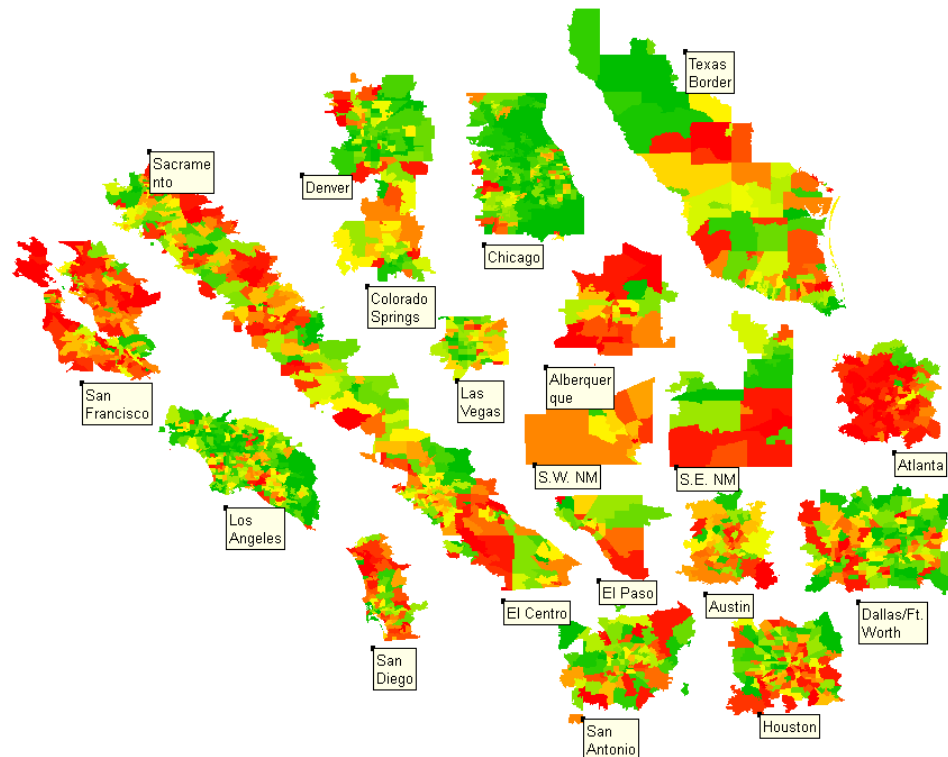 Texas
Border
Sacrame
nto
Denver
Chicago
Colorado
Springs
San
Francisco
Las
Vegas
Alberquer
que
Atlanta
S.W. NM
S.E. NM
Los
Angeles
El Paso
El Centro
Austin
Dallas/Ft.
Worth
San
Diego
San
Antonio
Houston